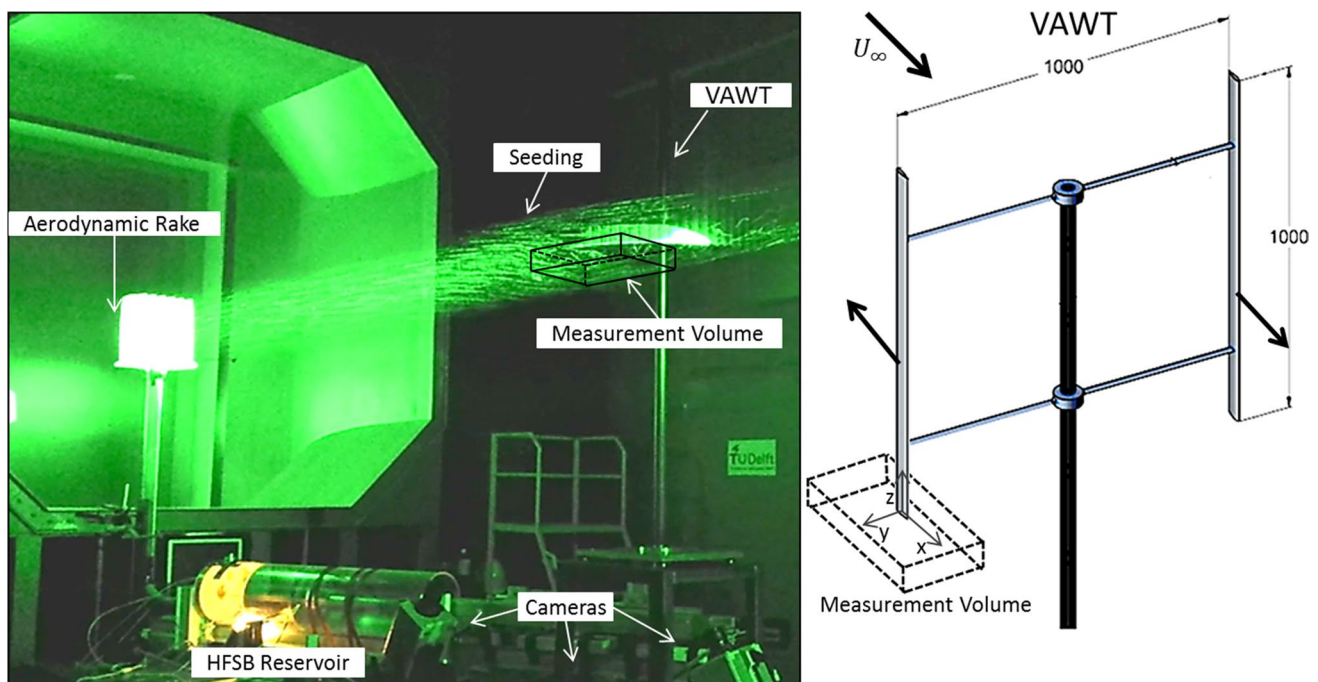 VAWT
Seeding
Aerodynamic Rake
Measurement Volume
TUDelft
Cameras
HFSB Reservoir
VAWT
U∞
1000
1000
z
y
x
Measurement Volume